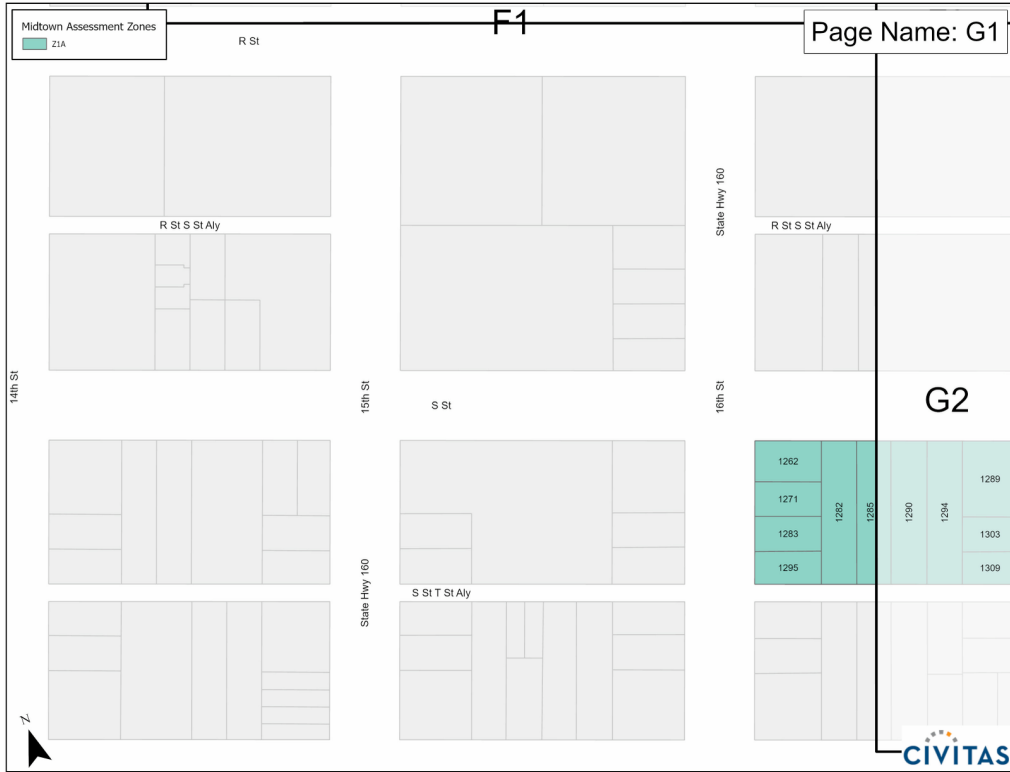 Midtown Assessment Zones
Z1A
F1
Page Name: G1
R St
R St S St Aly
R St S St Aly
State Hwy 160
14th St
15th St
S St
16th St
G2
1262
1271
1283
1295
1282
1285
1290
1294
1289
1303
1309
State Hwy 160
S St T St Aly
N
CIVITAS